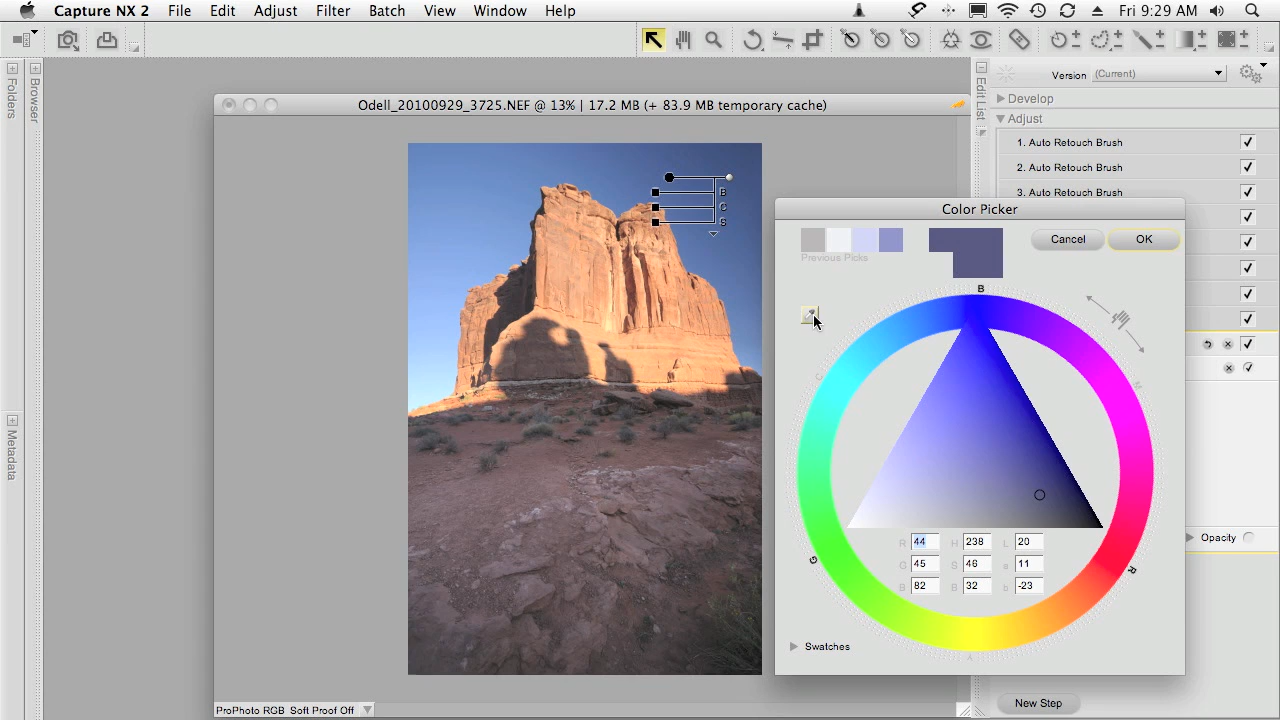 Capture NX 2 File Edit Adjust Filter Batch View Window Help Fri 9:29 AM
Version (Current)
Folders
Browser
Metadata
Edit List
Odell_20100929_3725.NEF @ 13% | 17.2 MB (+ 83.9 MB temporary cache)
Develop
Adjust
1. Auto Retouch Brush
2. Auto Retouch Brush
3. Auto Retouch Brush
B
C
S
Color Picker
Previous Picks
Cancel
OK
B
C
M
G
R
Y
R 44 H 238 L 20
G 45 S 46 a 11
B 82 B 32 b -23
Opacity
Swatches
New Step
ProPhoto RGB Soft Proof Off